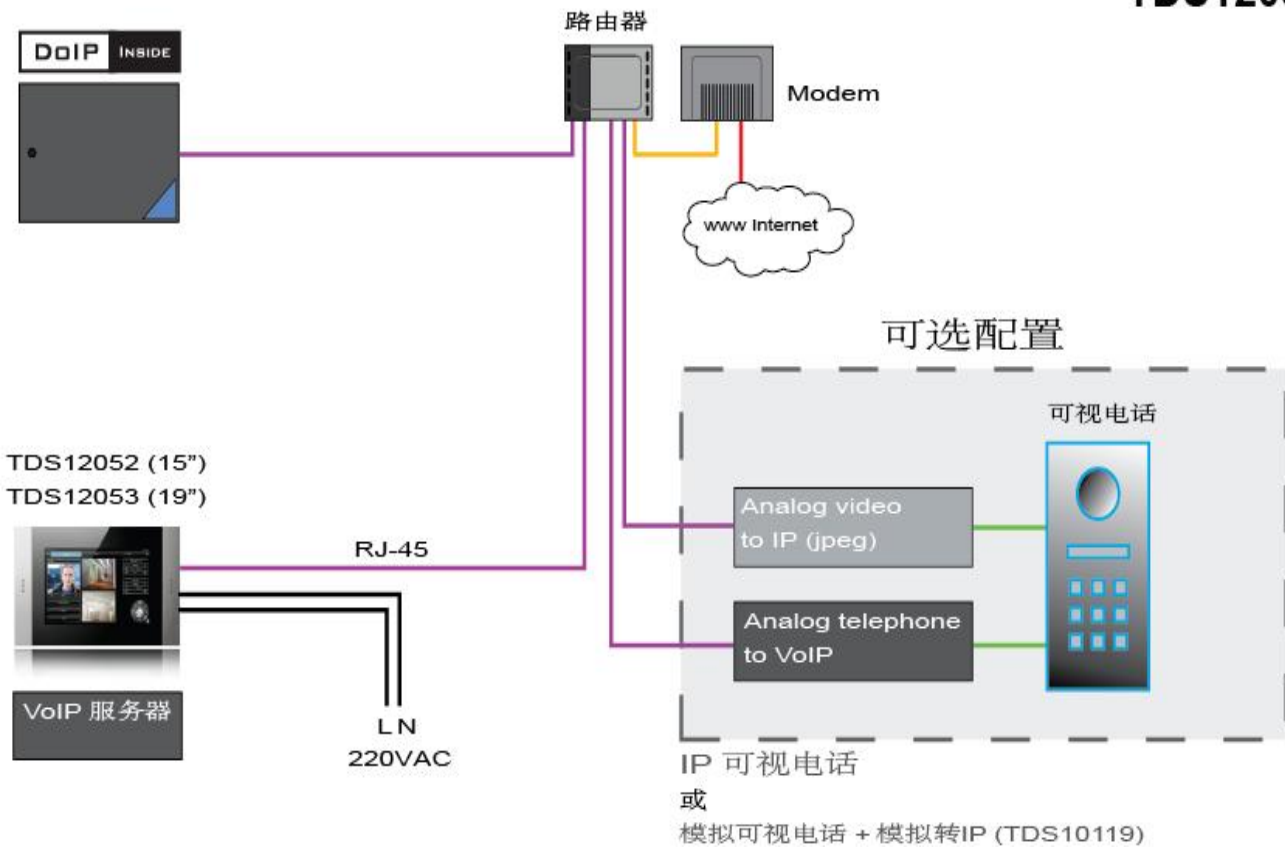 DoIP INSIDE
路由器
Modem
www Internet
可选配置
可视电话
TDS12052 (15”)
TDS12053 (19”)
RJ-45
Analog video
to IP (jpeg)
Analog telephone
to VoIP
VoIP 服务器
L N
220VAC
IP 可视电话
或
模拟可视电话 + 模拟转IP (TDS10119)